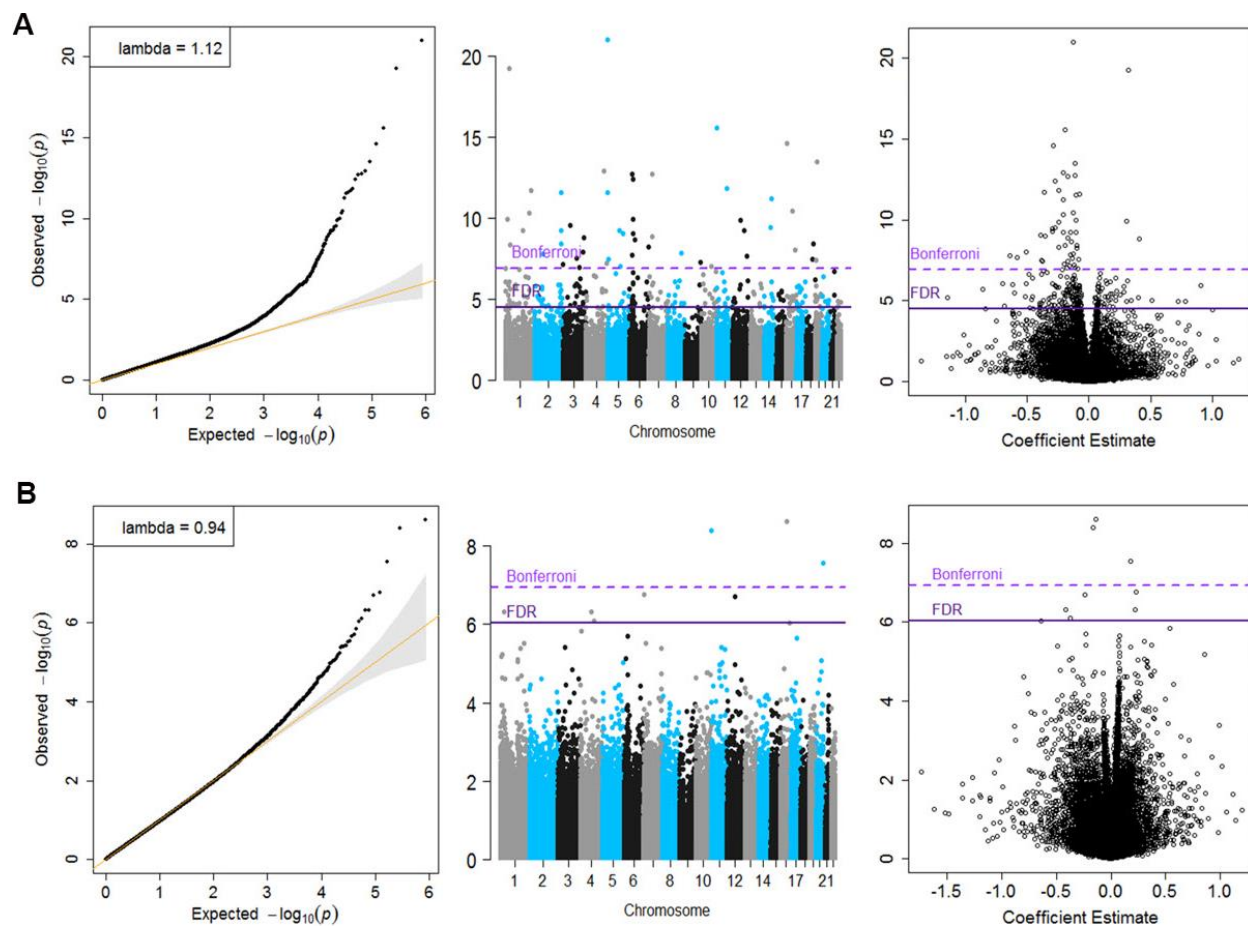 A
lambda = 1.12
Observed −log10(p)
20
15
10
5
0
0 1 2 3 4 5 6
Expected −log10(p)
20
15
10
5
0
Bonferroni
FDR
1 2 3 4 5 6 8 10 12 14 17 21
Chromosome
20
15
10
5
0
Bonferroni
FDR
-1.0 -0.5 0.0 0.5 1.0
Coefficient Estimate
B
lambda = 0.94
Observed −log10(p)
8
6
4
2
0
0 1 2 3 4 5 6
Expected −log10(p)
8
6
4
2
0
Bonferroni
FDR
1 2 3 4 5 6 8 10 12 14 17 21
Chromosome
8
6
4
2
0
Bonferroni
FDR
-1.5 -1.0 -0.5 0.0 0.5 1.0
Coefficient Estimate